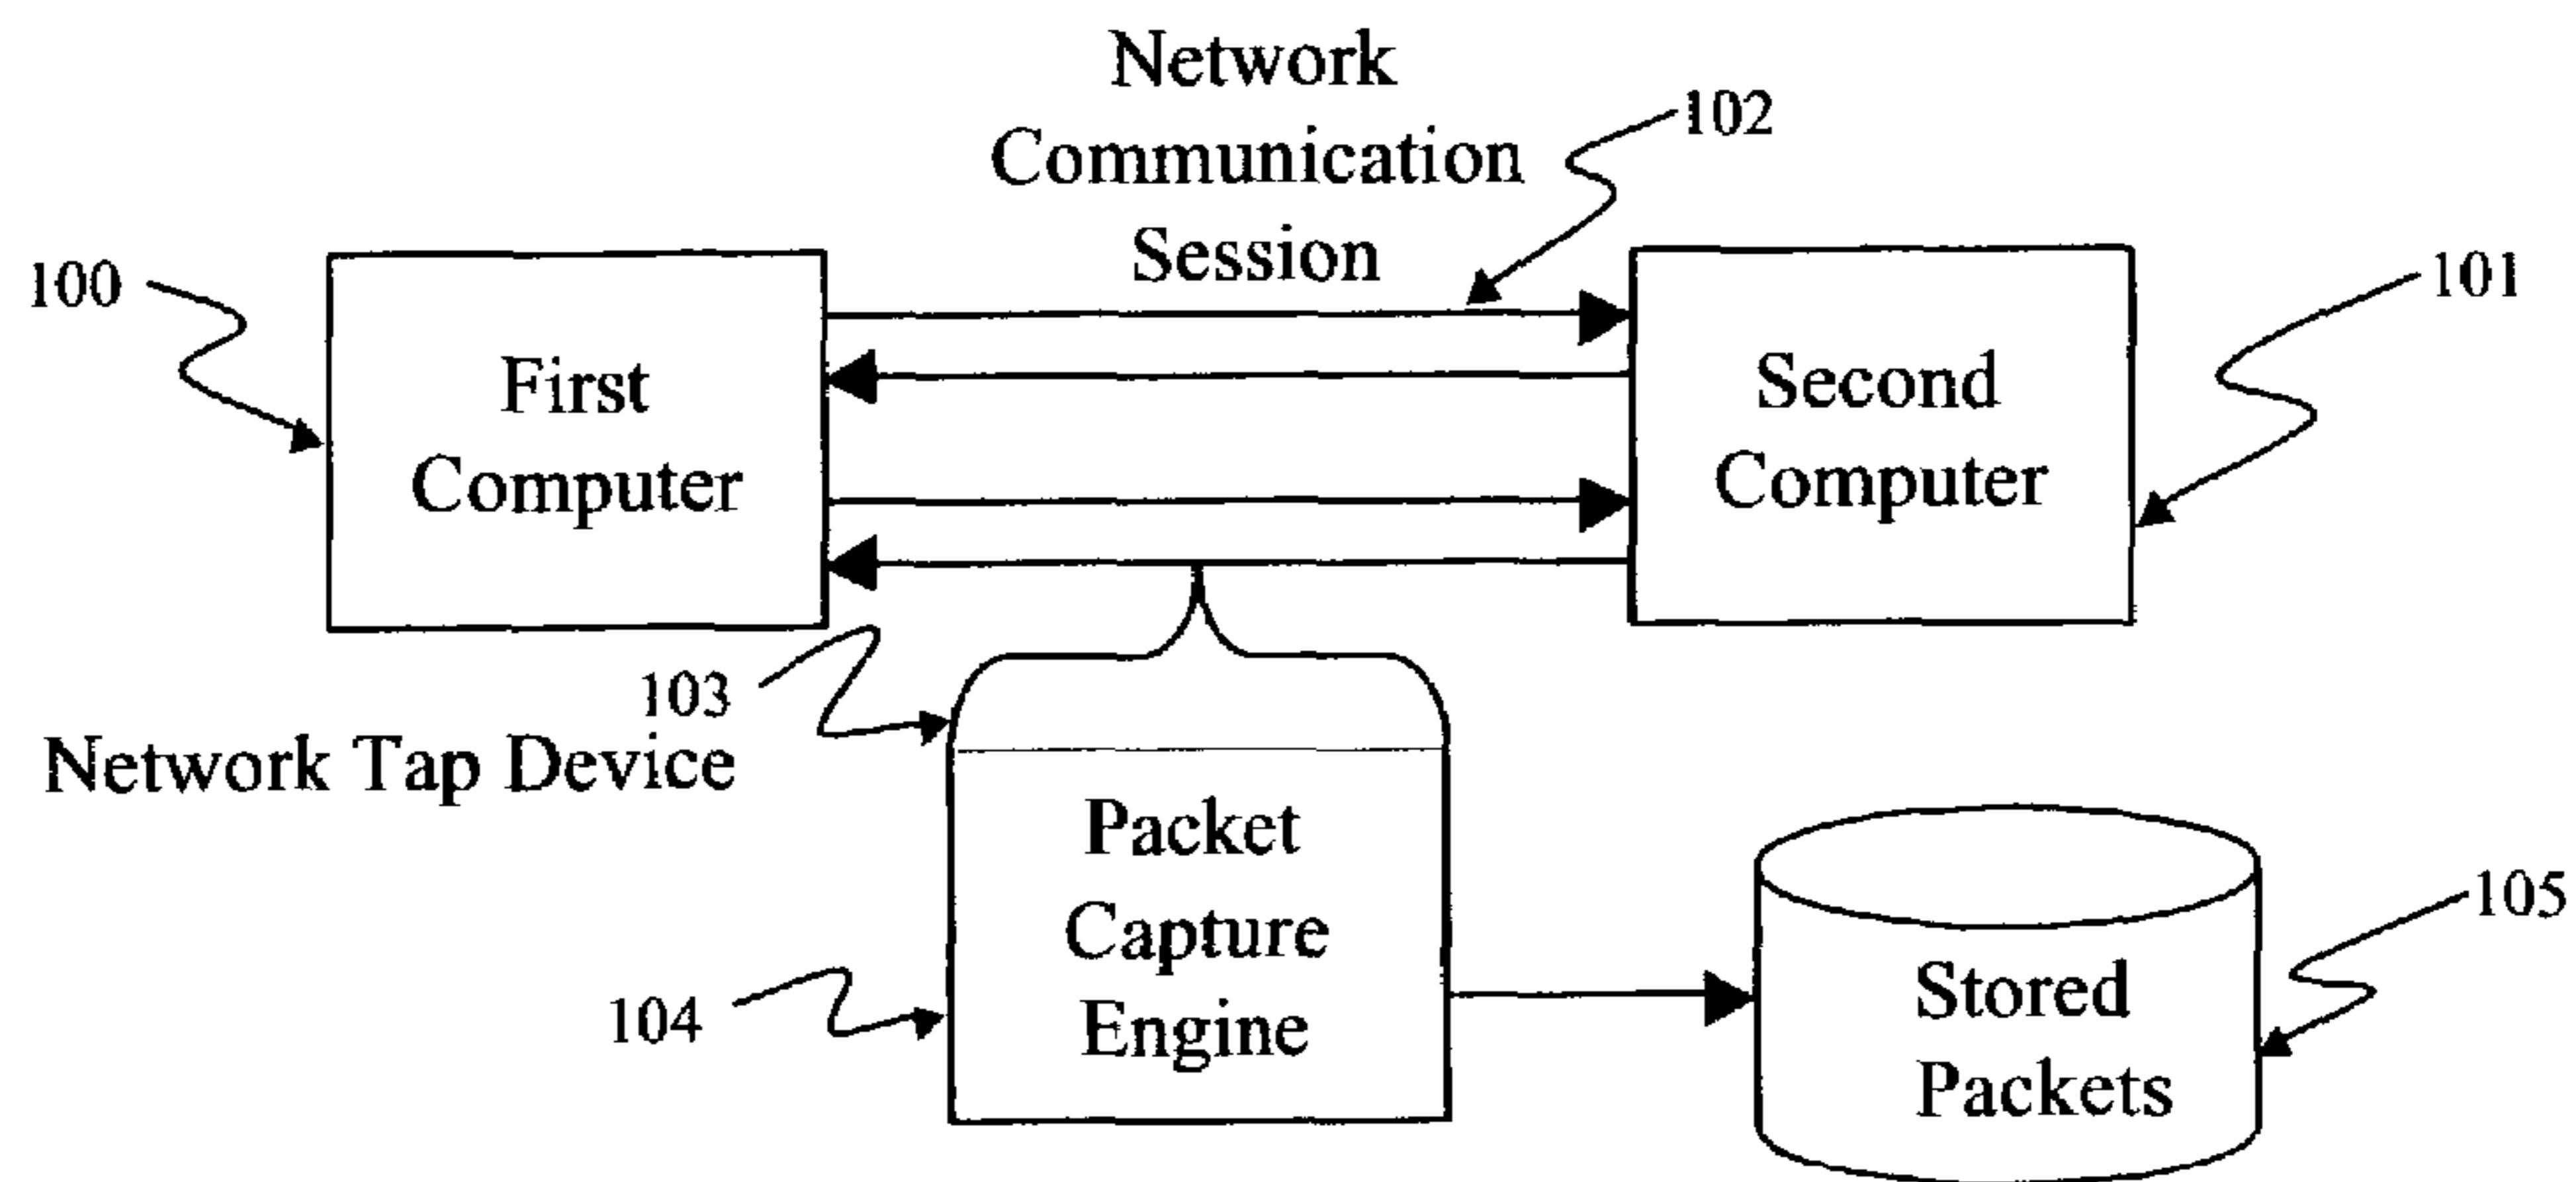 Network
Communication
Session
102
100
101
First
Computer
Second
Computer
103
Network Tap Device
Packet
Capture
Engine
104
105
Stored
Packets